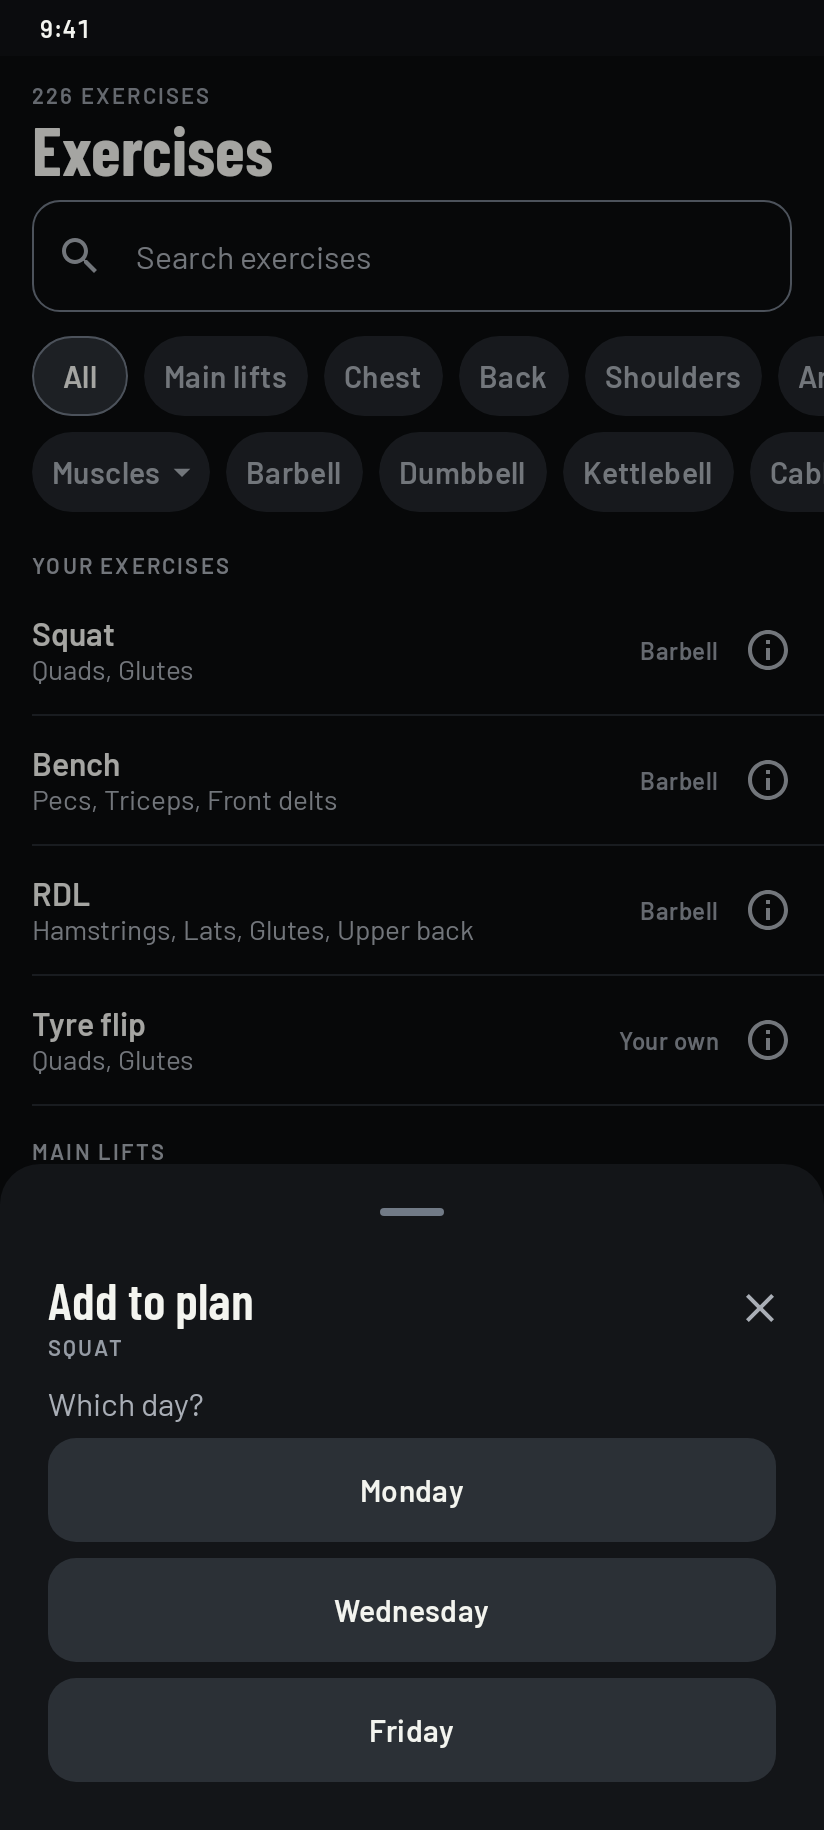 9:41
226 EXERCISES
Exercises
Search exercises
All Main lifts Chest Back Shoulders Ar
Muscles Barbell Dumbbell Kettlebell Cab
YOUR EXERCISES
Squat
Quads, Glutes
Barbell
Bench
Pecs, Triceps, Front delts
Barbell
RDL
Hamstrings, Lats, Glutes, Upper back
Barbell
Tyre flip
Quads, Glutes
Your own
MAIN LIFTS
Add to plan
SQUAT
Which day?
Monday
Wednesday
Friday